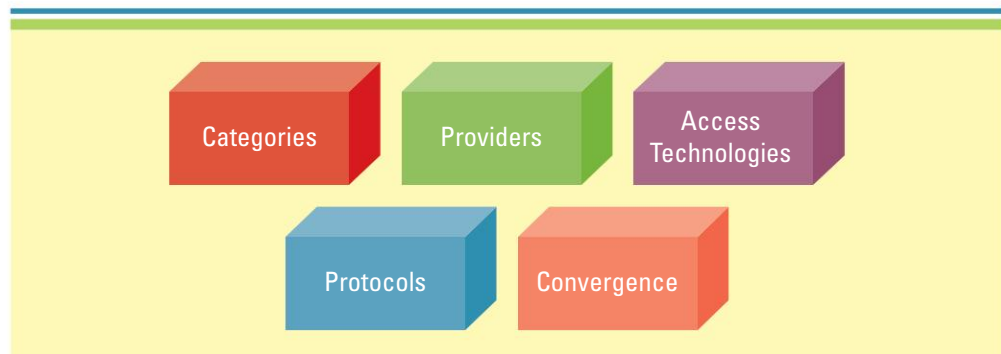 Categories
Providers
Access
Technologies
Protocols
Convergence